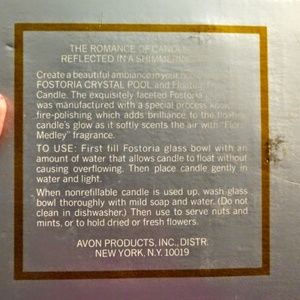 THE ROMANCE OF CANDLE
REFLECTED IN A SHIMMERING
Create a beautiful ambiance in your home
FOSTORIA CRYSTAL POOL and Floating
Candle. The exquisitely faceted Fostoria
was manufactured with a special process
fire-polishing which adds brilliance to the
candle's glow as it softly scents the air with
Medley" fragrance.
TO USE: First fill Fostoria glass bowl with an
amount of water that allows candle to float without
causing overflowing. Then place candle gently in
water and light.
When nonrefillable candle is used up, wash glass
bowl thoroughly with mild soap and water. (Do not
clean in dishwasher.) Then use to serve nuts and
mints, or to hold dried or fresh flowers.
AVON PRODUCTS, INC., DISTR.
NEW YORK, N.Y. 10019